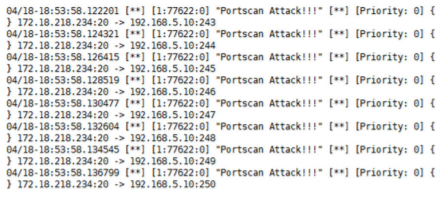 04/18-18:53:58.122201 [**] [1:77622:0] "Portscan Attack!!!" [**] [Priority: 0] {
} 172.18.218.234:20 -> 192.168.5.10:243
04/18-18:53:58.124321 [**] [1:77622:0] "Portscan Attack!!!" [**] [Priority: 0] {
} 172.18.218.234:20 -> 192.168.5.10:244
04/18-18:53:58.126415 [**] [1:77622:0] "Portscan Attack!!!" [**] [Priority: 0] {
} 172.18.218.234:20 -> 192.168.5.10:245
04/18-18:53:58.128519 [**] [1:77622:0] "Portscan Attack!!!" [**] [Priority: 0] {
} 172.18.218.234:20 -> 192.168.5.10:246
04/18-18:53:58.130477 [**] [1:77622:0] "Portscan Attack!!!" [**] [Priority: 0] {
} 172.18.218.234:20 -> 192.168.5.10:247
04/18-18:53:58.132604 [**] [1:77622:0] "Portscan Attack!!!" [**] [Priority: 0] {
} 172.18.218.234:20 -> 192.168.5.10:248
04/18-18:53:58.134545 [**] [1:77622:0] "Portscan Attack!!!" [**] [Priority: 0] {
} 172.18.218.234:20 -> 192.168.5.10:249
04/18-18:53:58.136799 [**] [1:77622:0] "Portscan Attack!!!" [**] [Priority: 0] {
} 172.18.218.234:20 -> 192.168.5.10:250